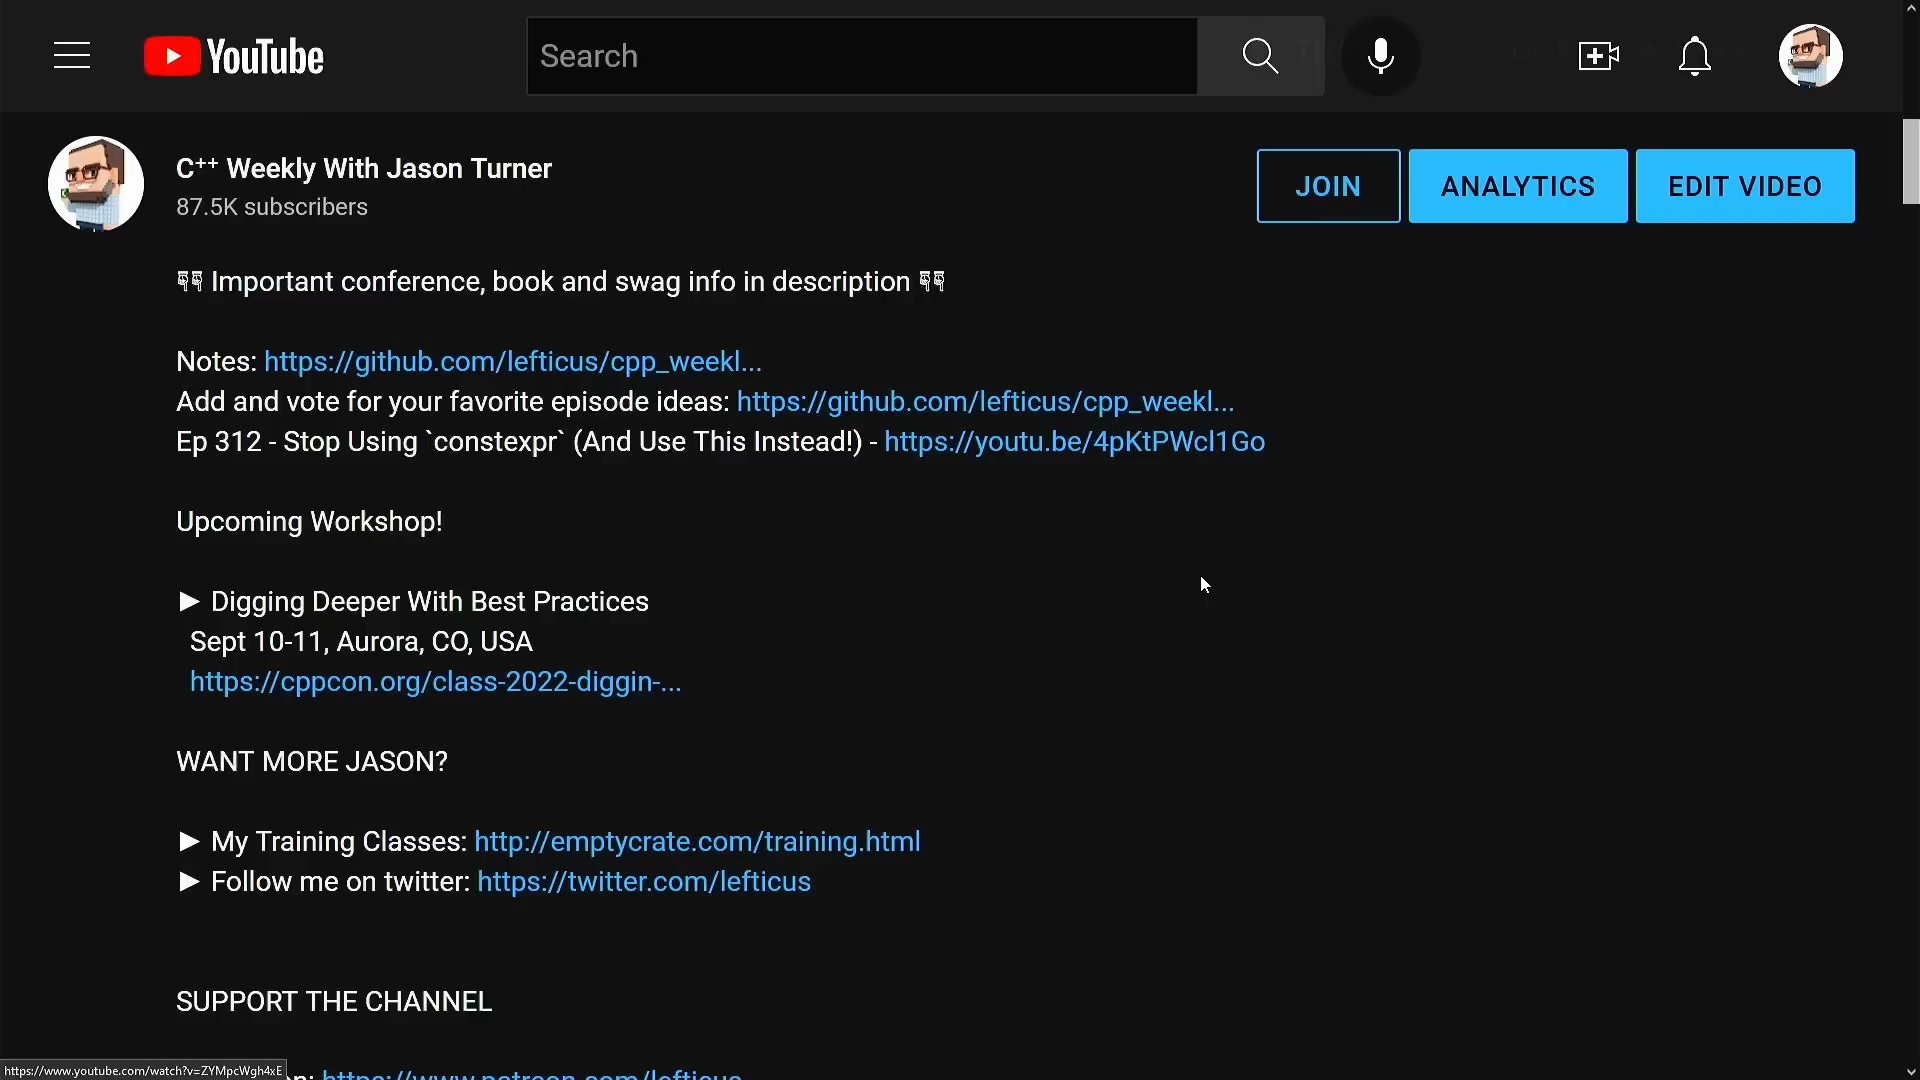 YouTube
Search
C++ Weekly With Jason Turner
87.5K subscribers
JOIN
ANALYTICS
EDIT VIDEO
👇👇 Important conference, book and swag info in description 👇👇
Notes: https://github.com/lefticus/cpp_weekl...
Add and vote for your favorite episode ideas: https://github.com/lefticus/cpp_weekl...
Ep 312 - Stop Using `constexpr` (And Use This Instead!) - https://youtu.be/4pKtPWcl1Go
Upcoming Workshop!
► Digging Deeper With Best Practices
Sept 10-11, Aurora, CO, USA
https://cppcon.org/class-2022-diggin-...
WANT MORE JASON?
► My Training Classes: http://emptycrate.com/training.html
► Follow me on twitter: https://twitter.com/lefticus
SUPPORT THE CHANNEL
https://www.patreon.com/lefticus
https://www.youtube.com/watch?v=ZYMpcWgh4xE